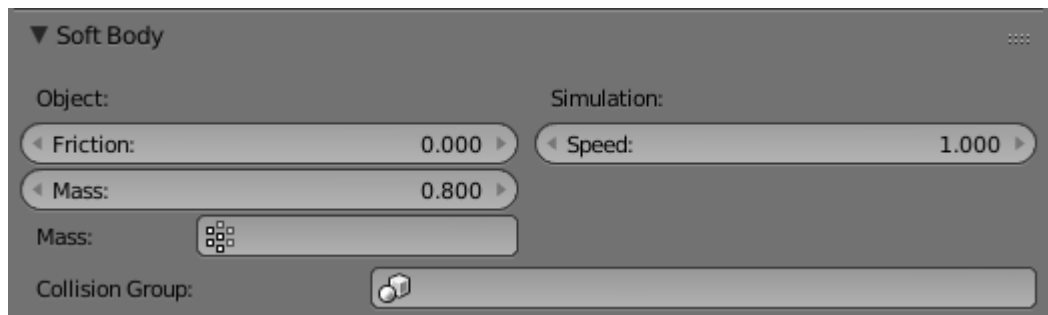 Soft Body
Object:
Simulation:
Friction: 0.000
Speed: 1.000
Mass: 0.800
Mass:
Collision Group: